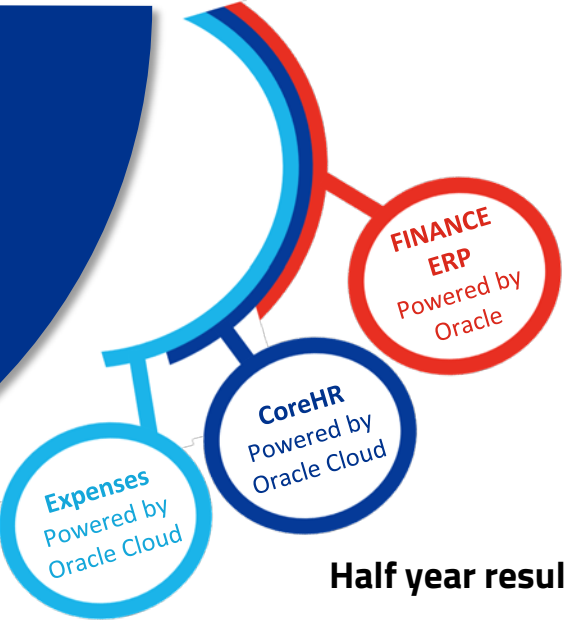 FINANCE
ERP
Powered by
Oracle
CoreHR
Powered by
Oracle Cloud
Expenses
Powered by
Oracle Cloud
Half year resul